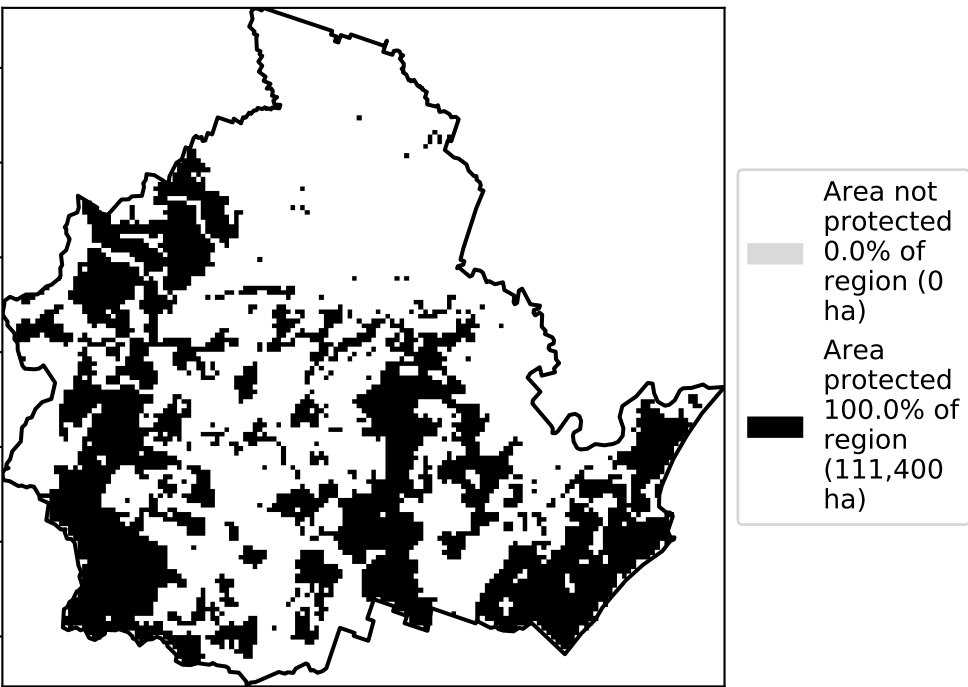 Area not
protected
0.0% of
region (0
ha)
Area
protected
100.0% of
region
(111,400
ha)